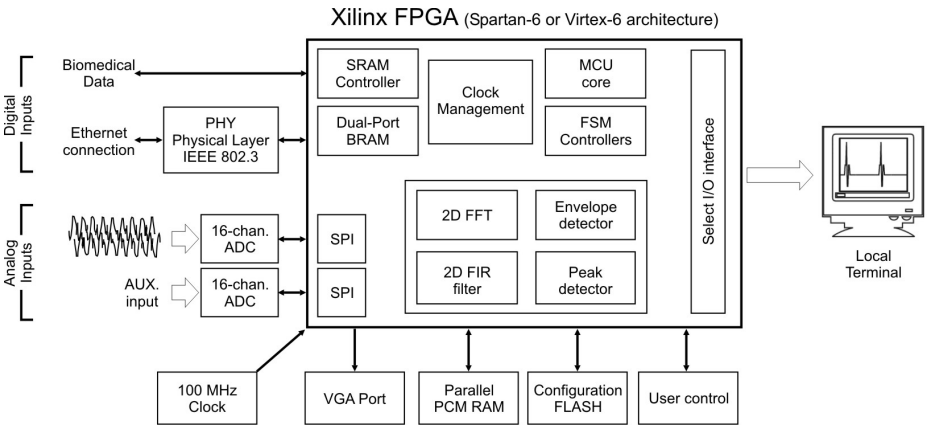 Xilinx FPGA (Spartan-6 or Virtex-6 architecture)
Digital
Inputs
Biomedical
Data
Ethernet
connection
PHY
Physical Layer
IEEE 802.3
SRAM
Controller
Dual-Port
BRAM
Clock
Management
MCU
core
FSM
Controllers
Select I/O interface
Local
Terminal
Analog
Inputs
16-chan.
ADC
SPI
AUX.
input
16-chan.
ADC
SPI
2D FFT
Envelope
detector
2D FIR
filter
Peak
detector
100 MHz
Clock
VGA Port
Parallel
PCM RAM
Configuration
FLASH
User control